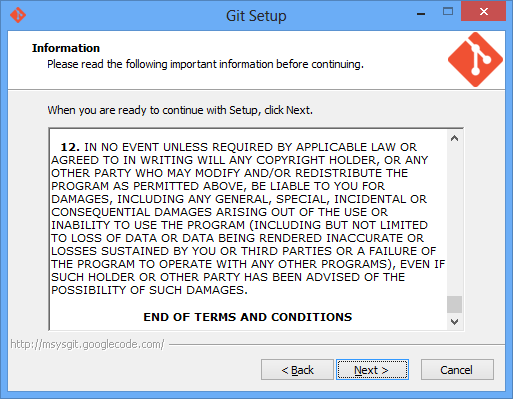 Git Setup
Information
Please read the following important information before continuing.
When you are ready to continue with Setup, click Next.
12. IN NO EVENT UNLESS REQUIRED BY APPLICABLE LAW OR
AGREED TO IN WRITING WILL ANY COPYRIGHT HOLDER, OR ANY
OTHER PARTY WHO MAY MODIFY AND/OR REDISTRIBUTE THE
PROGRAM AS PERMITTED ABOVE, BE LIABLE TO YOU FOR
DAMAGES, INCLUDING ANY GENERAL, SPECIAL, INCIDENTAL OR
CONSEQUENTIAL DAMAGES ARISING OUT OF THE USE OR
INABILITY TO USE THE PROGRAM (INCLUDING BUT NOT LIMITED
TO LOSS OF DATA OR DATA BEING RENDERED INACCURATE OR
LOSSES SUSTAINED BY YOU OR THIRD PARTIES OR A FAILURE OF
THE PROGRAM TO OPERATE WITH ANY OTHER PROGRAMS), EVEN IF
SUCH HOLDER OR OTHER PARTY HAS BEEN ADVISED OF THE
POSSIBILITY OF SUCH DAMAGES.
END OF TERMS AND CONDITIONS
http://msysgit.googlecode.com/
< Back
Next >
Cancel